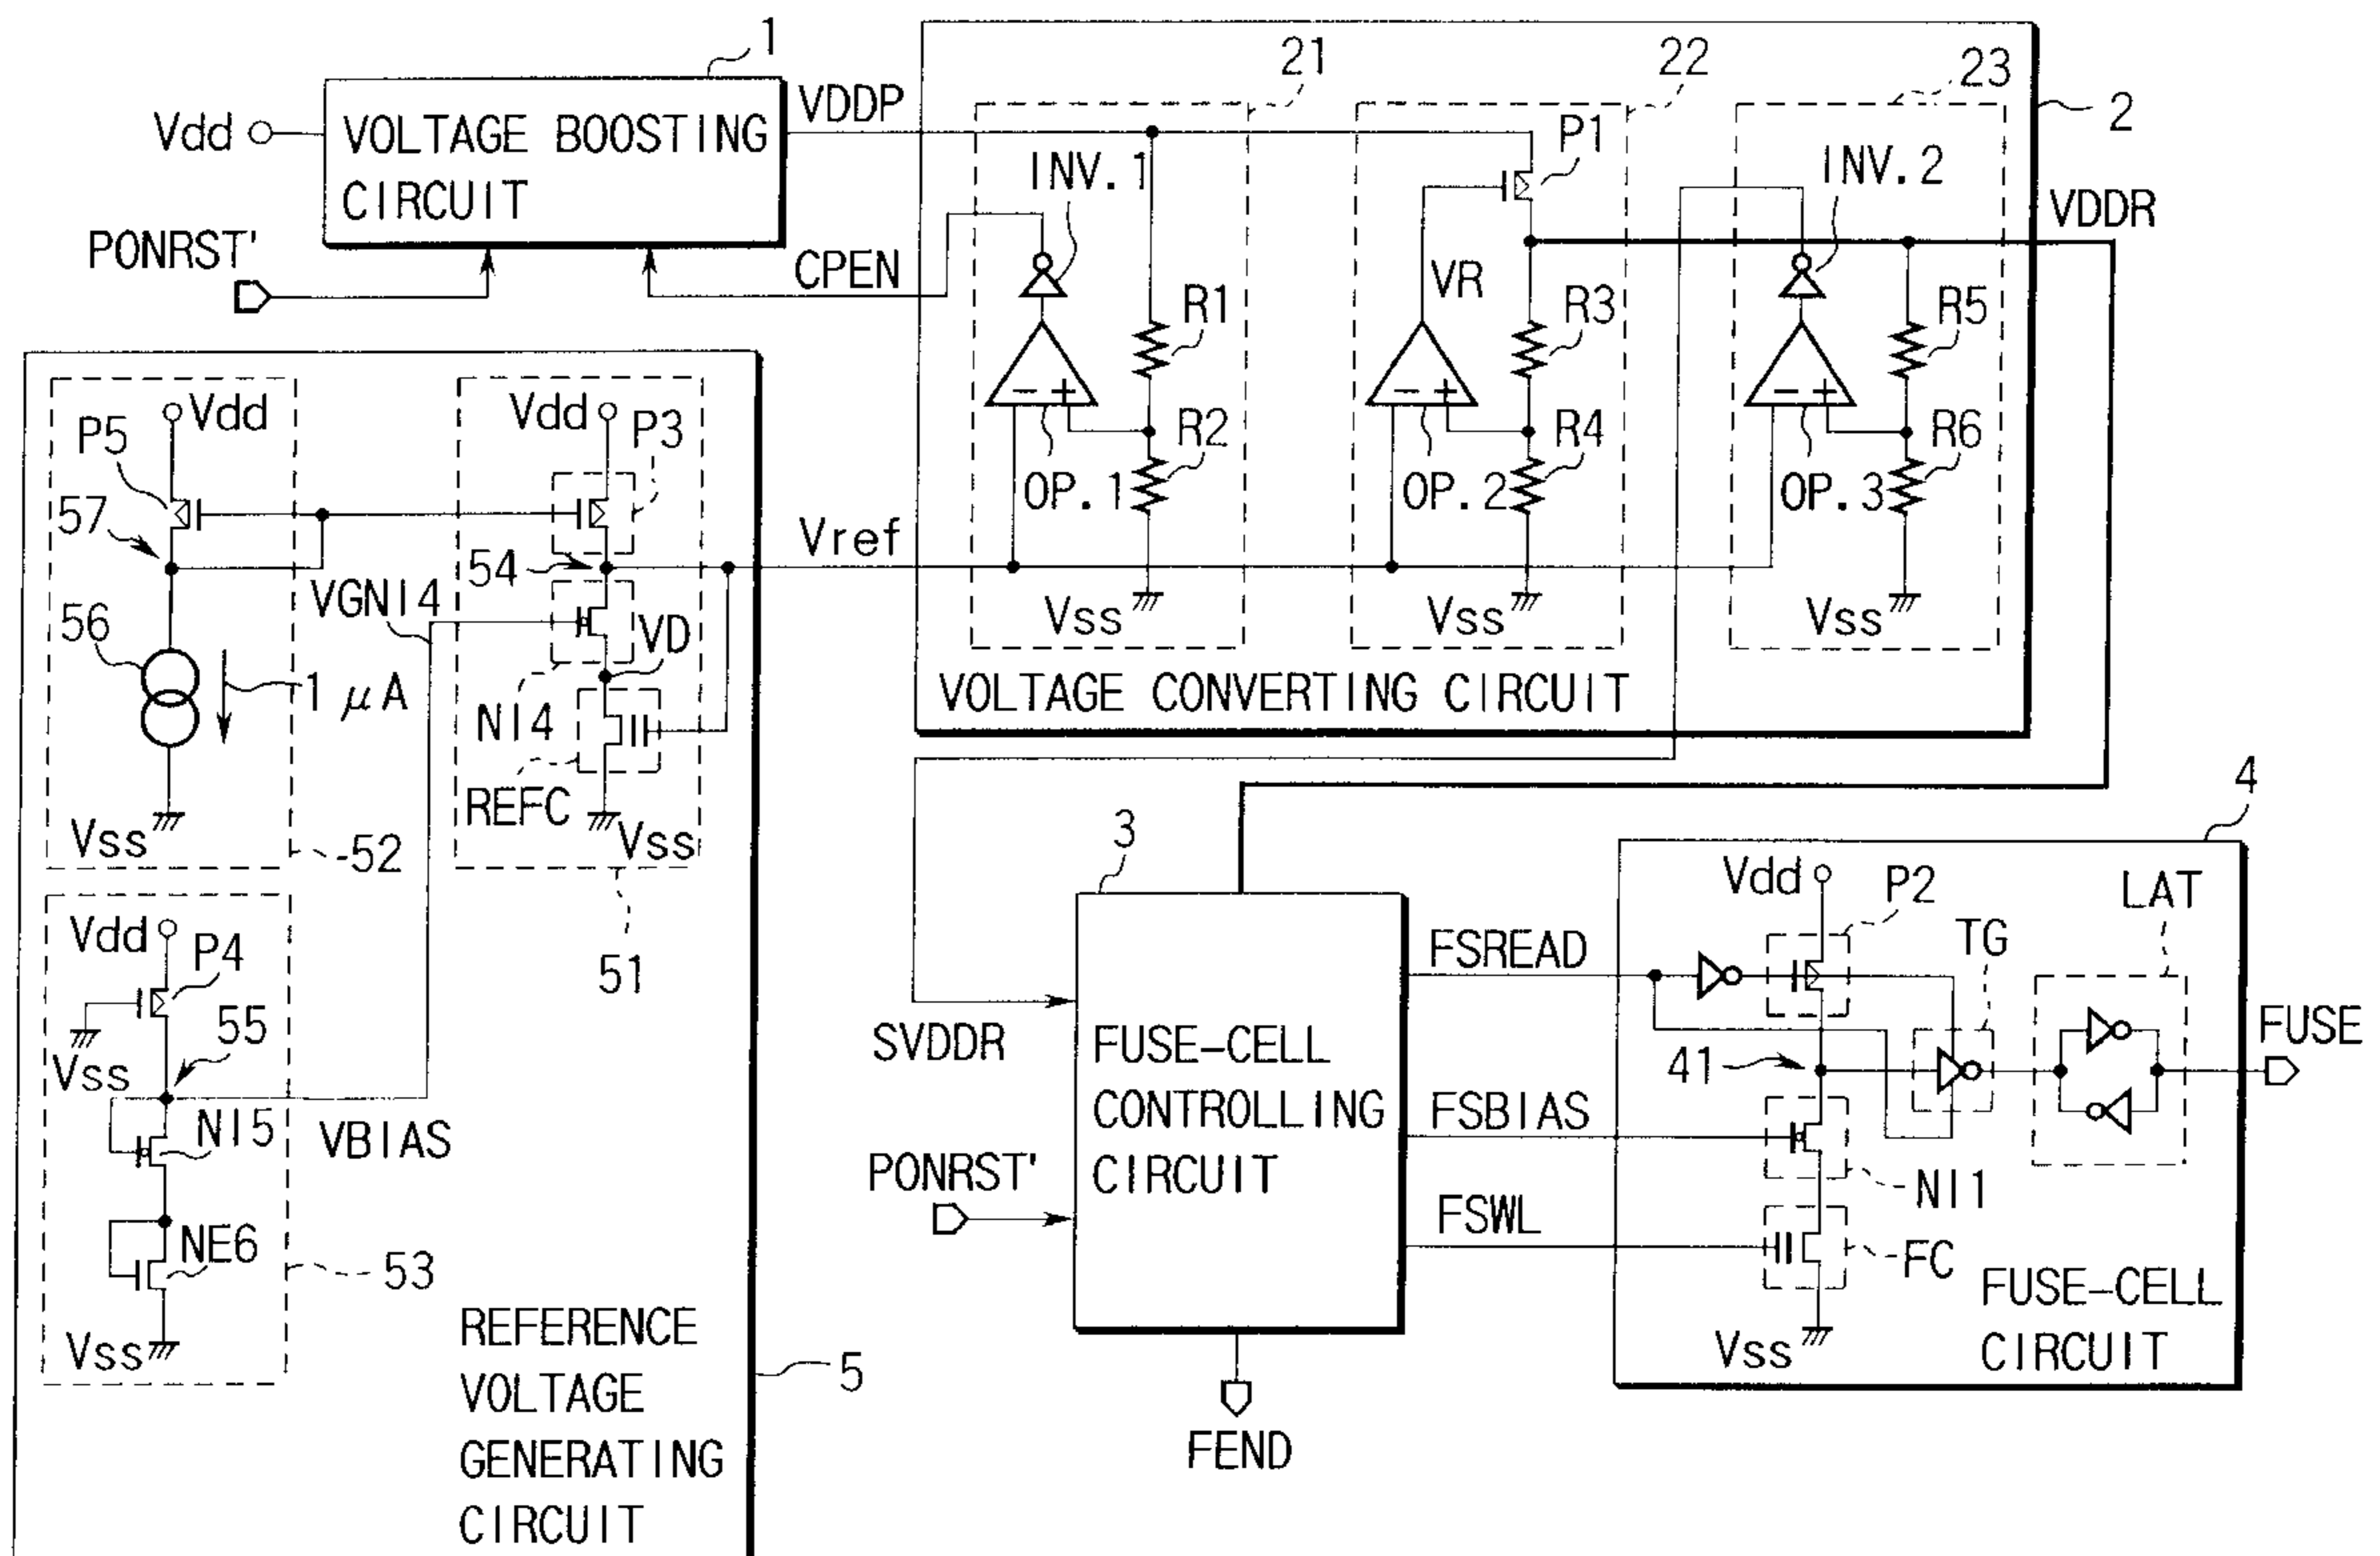 1
Vdd
VOLTAGE BOOSTING
CIRCUIT
PONRST'
VDDP
CPEN
21
22
23
2
INV.1
P1
INV.2
VDDR
VR
R1
R3
R5
- +
- +
- +
R2
R4
R6
OP.1
OP.2
OP.3
Vref
Vss
Vss
Vss
VOLTAGE CONVERTING CIRCUIT
Vdd
P5
57
56
1 μA
Vss
52
Vdd
P3
54
VGNI4
VD
NI4
REFC
Vss
51
Vdd
P4
Vss
55
NI5
VBIAS
NE6
53
Vss
REFERENCE
VOLTAGE
GENERATING
CIRCUIT
5
3
SVDDR
PONRST'
FUSE-CELL
CONTROLLING
CIRCUIT
FEND
FSREAD
FSBIAS
FSWL
4
Vdd
P2
TG
LAT
41
FUSE
NI1
FC
Vss
FUSE-CELL
CIRCUIT